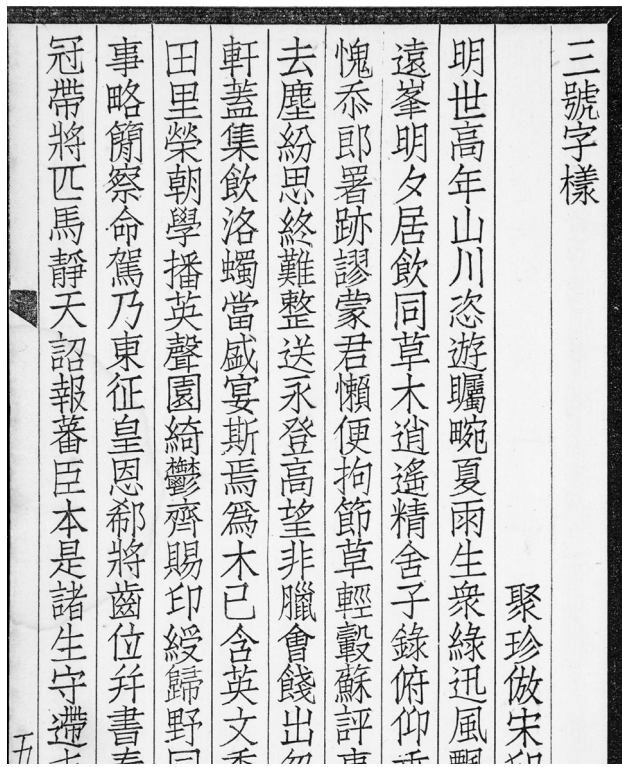 三號字樣
聚珍倣宋
明世高年山川恣遊矚晼夏雨生衆綠迅風飄
遠峯明夕居飲同草木逍遙精舍子錄俯仰
愧忝郎署跡謬蒙君懶便拘節草輕轂蘇評事
去塵紛思終難整送永登高望非臘會餞出忽
軒蓋集飲洛蠋當盛宴斯焉爲木已含英文
田里榮朝學播英聲園綺鬱齊賜印綬歸野
事略簡察命駕乃東征皇恩郗將齒位幷書春
冠帶將匹馬靜天詔報蕃臣本是諸生守遰
五